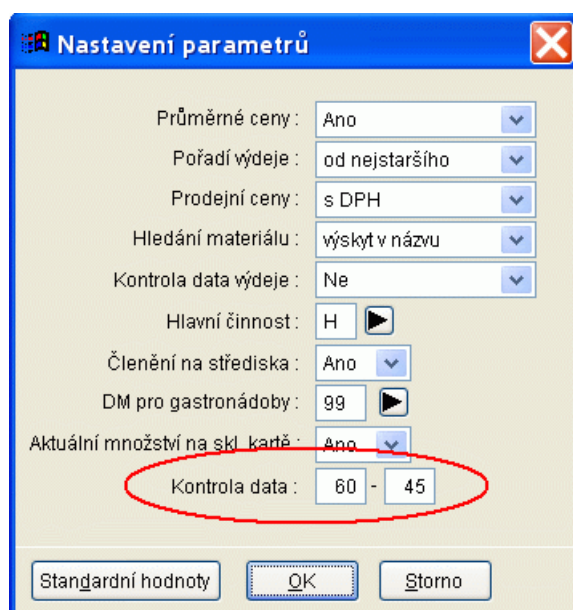 Nastavení parametrů
Průměrné ceny : Ano
Pořadí výdeje : od nejstaršího
Prodejní ceny : s DPH
Hledání materiálu : výskyt v názvu
Kontrola data výdeje : Ne
Hlavní činnost : H
Členění na střediska : Ano
DM pro gastronádoby : 99
Aktuální množství na skl. kartě : Ano
Kontrola data : 60 - 45
Standardní hodnoty OK Storno